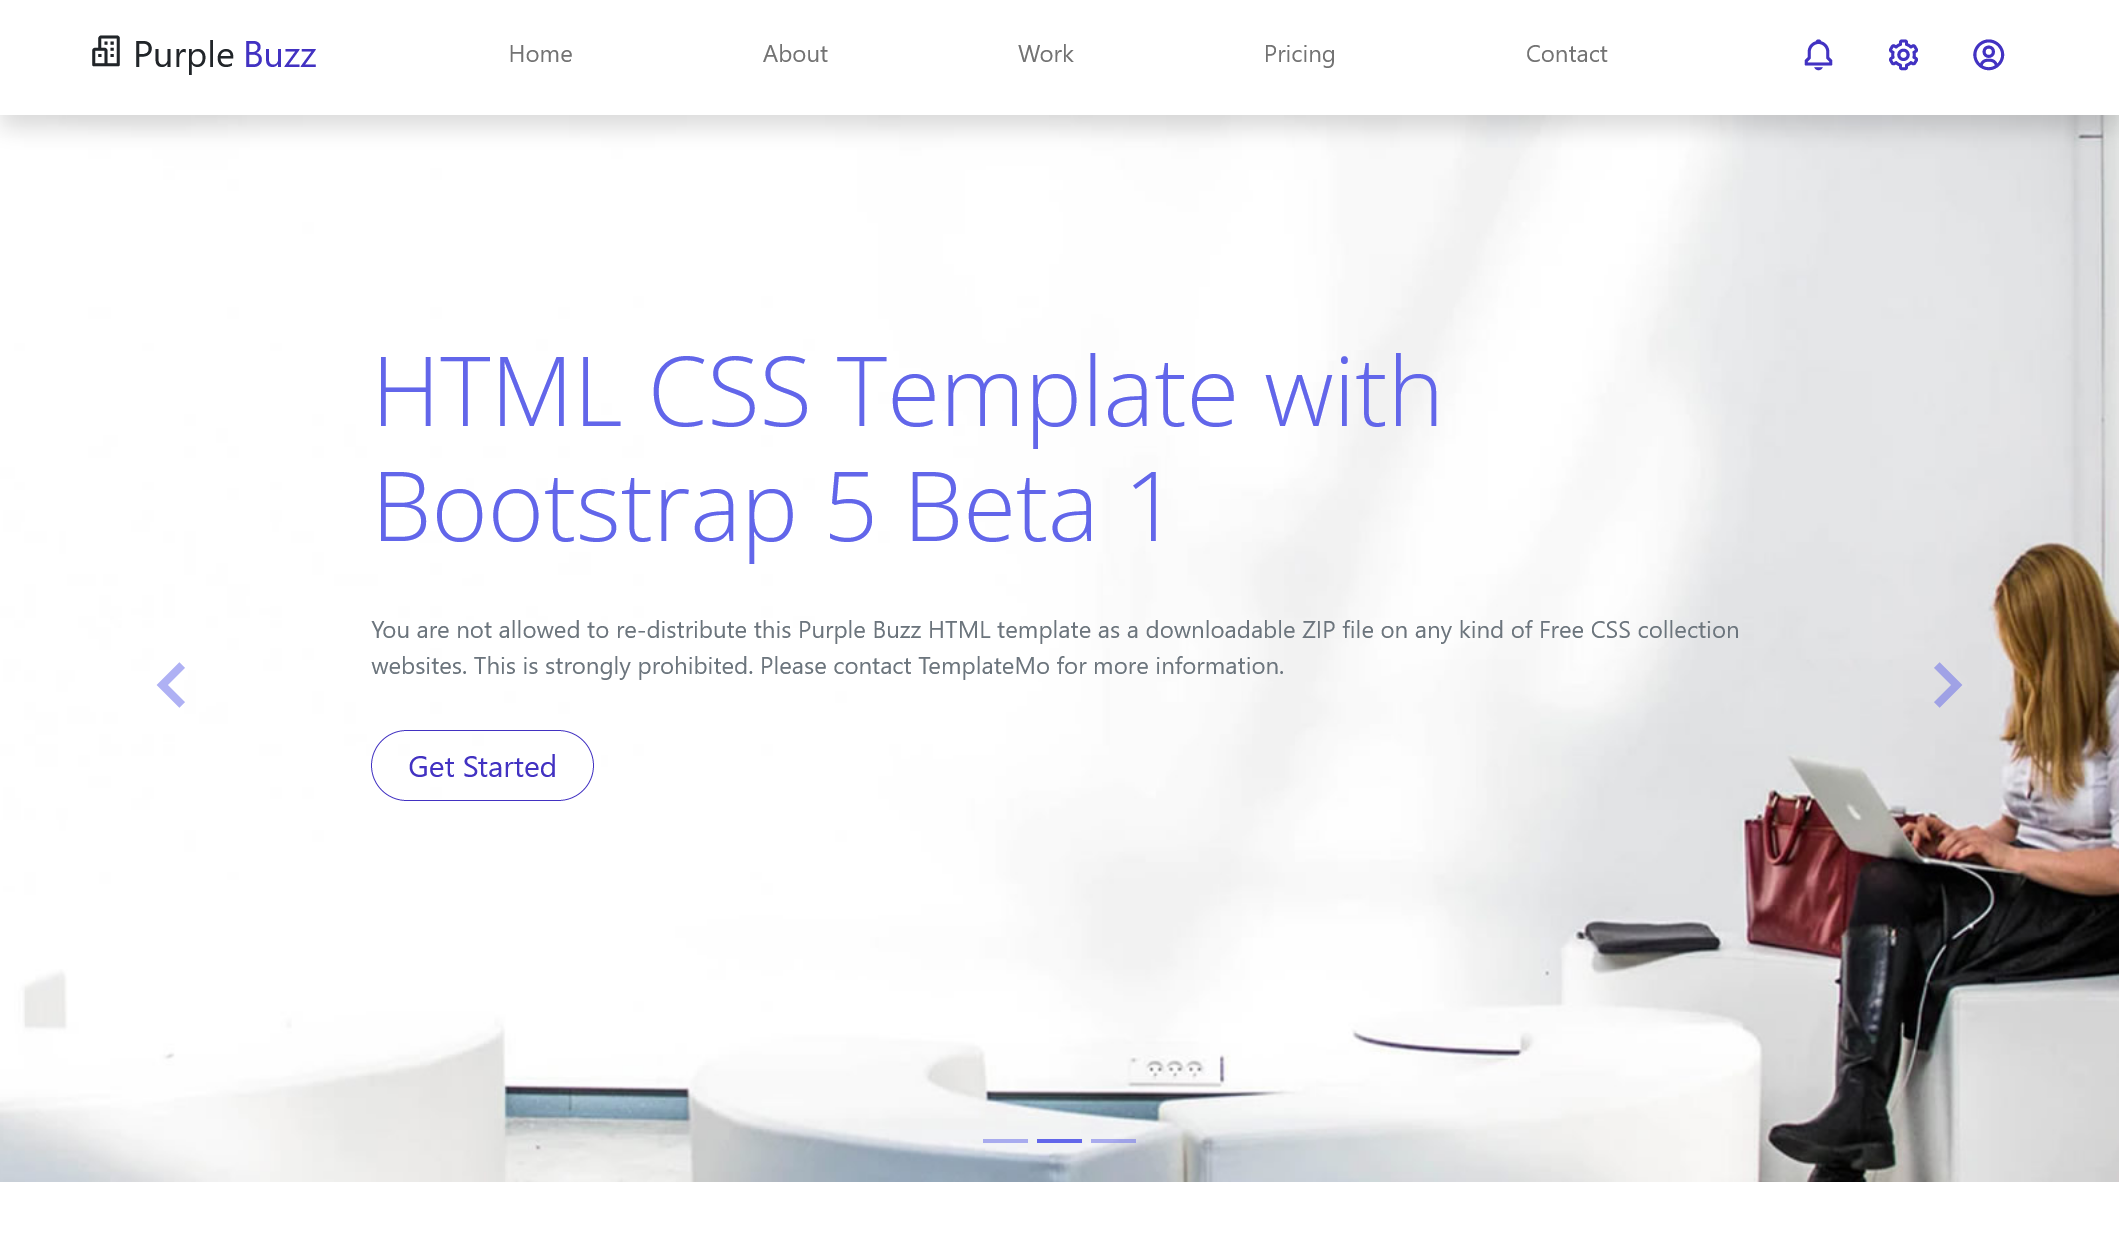 Purple Buzz
Home
About
Work
Pricing
Contact
HTML CSS Template with
Bootstrap 5 Beta 1
You are not allowed to re-distribute this Purple Buzz HTML template as a downloadable ZIP file on any kind of Free CSS collection
websites. This is strongly prohibited. Please contact TemplateMo for more information.
Get Started